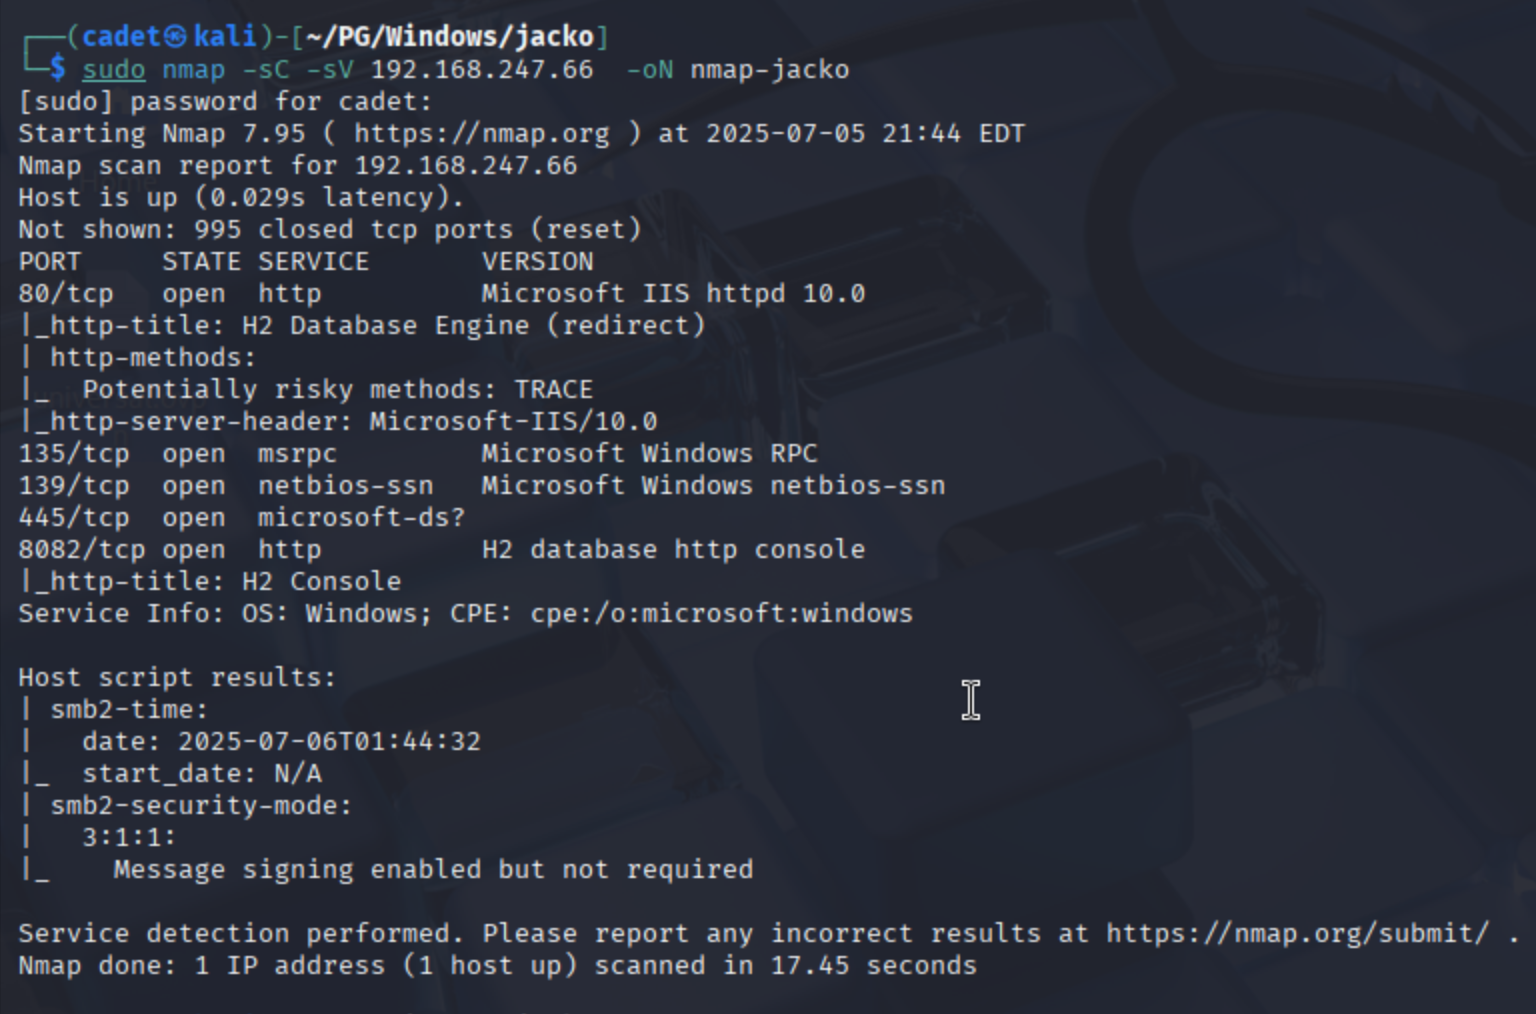 ┌──(cadet㉿kali)-[~/PG/Windows/jacko]
└─$ sudo nmap -sC -sV 192.168.247.66  -oN nmap-jacko
[sudo] password for cadet:
Starting Nmap 7.95 ( https://nmap.org ) at 2025-07-05 21:44 EDT
Nmap scan report for 192.168.247.66
Host is up (0.029s latency).
Not shown: 995 closed tcp ports (reset)
PORT     STATE SERVICE       VERSION
80/tcp   open  http          Microsoft IIS httpd 10.0
|_http-title: H2 Database Engine (redirect)
| http-methods:
|_  Potentially risky methods: TRACE
|_http-server-header: Microsoft-IIS/10.0
135/tcp  open  msrpc         Microsoft Windows RPC
139/tcp  open  netbios-ssn   Microsoft Windows netbios-ssn
445/tcp  open  microsoft-ds?
8082/tcp open  http          H2 database http console
|_http-title: H2 Console
Service Info: OS: Windows; CPE: cpe:/o:microsoft:windows

Host script results:
| smb2-time:
|   date: 2025-07-06T01:44:32
|_  start_date: N/A
| smb2-security-mode:
|   3:1:1:
|_    Message signing enabled but not required

Service detection performed. Please report any incorrect results at https://nmap.org/submit/ .
Nmap done: 1 IP address (1 host up) scanned in 17.45 seconds